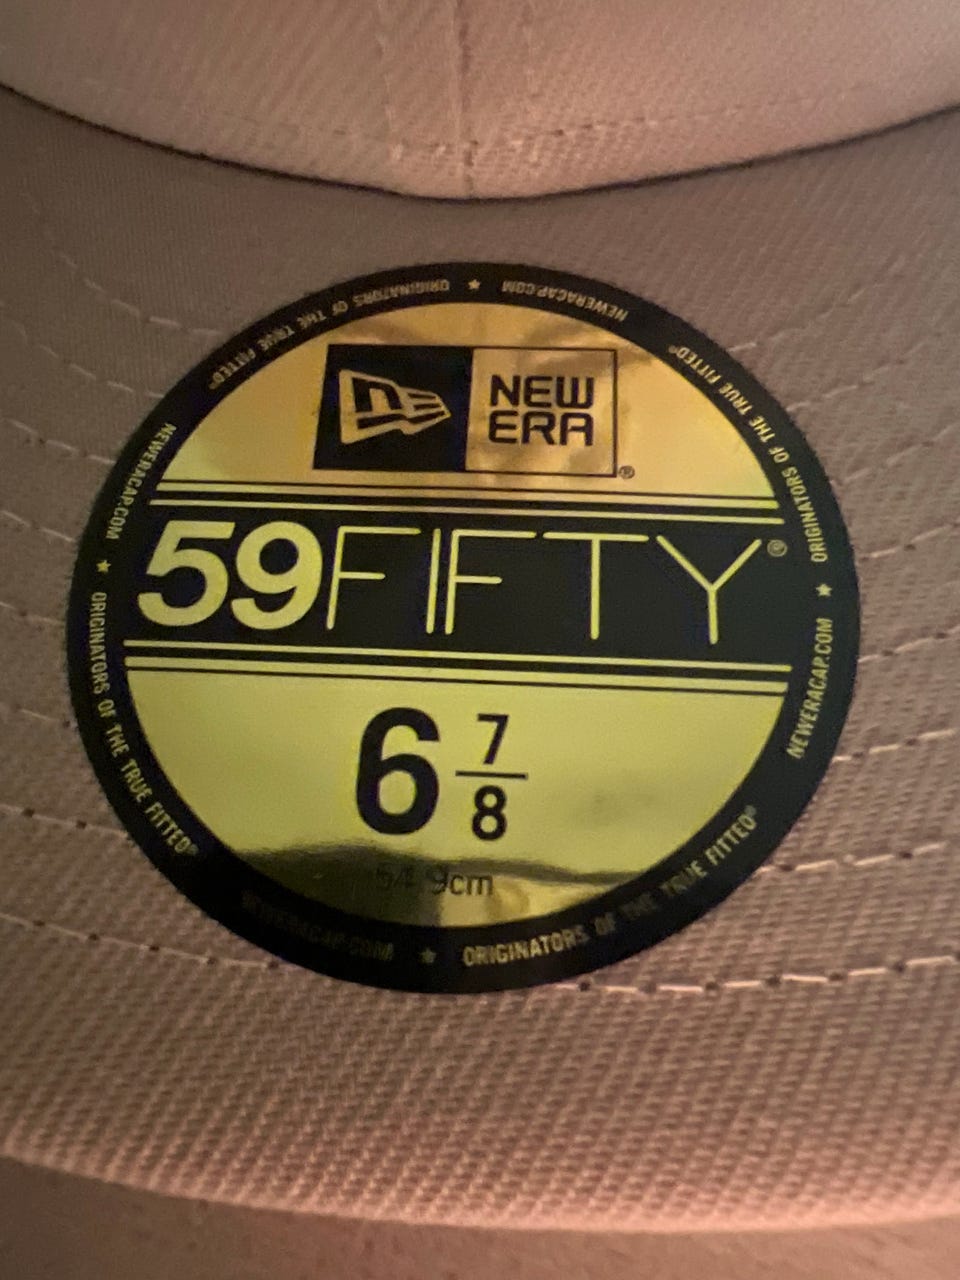 NEW
ERA®
59FIFTY®
6 7/8
54.9cm
ORIGINATORS OF THE TRUE FITTED® ★ NEWERACAP.COM
ORIGINATORS OF THE TRUE FITTED® ★ NEWERACAP.COM
ORIGINATORS OF THE TRUE FITTED® ★ NEWERACAP.COM
ORIGINATORS OF THE TRUE FITTED® ★ NEWERACAP.COM